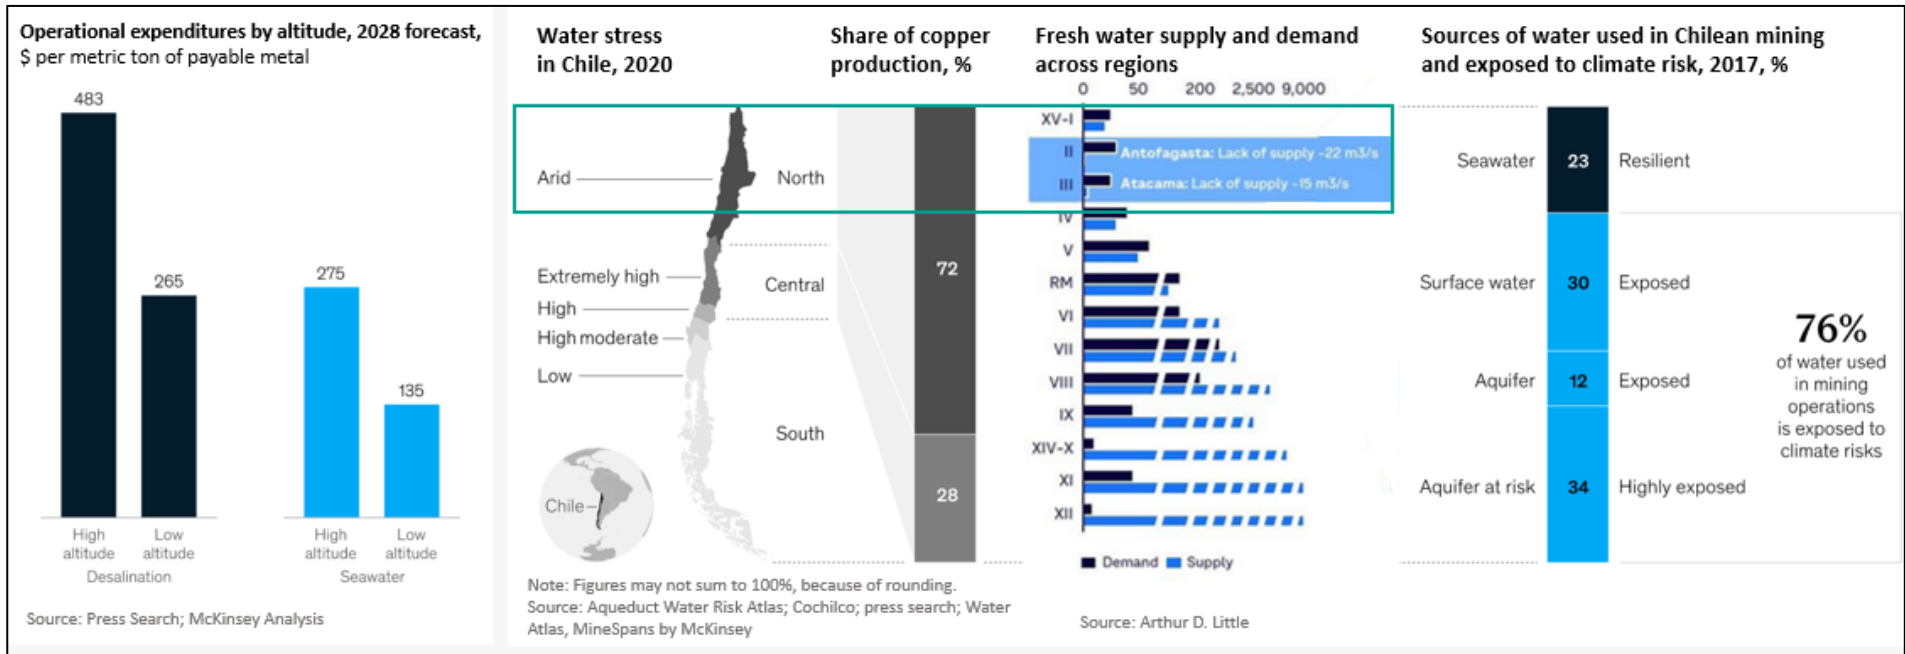 Operational expenditures by altitude, 2028 forecast,
$ per metric ton of payable metal
483
265
275
135
High
altitude
Low
altitude
High
altitude
Low
altitude
Desalination
Seawater
Source: Press Search; McKinsey Analysis
Water stress
in Chile, 2020
Share of copper
production, %
Arid
North
Extremely high
Central
High
High moderate
Low
South
Chile
72
28
Note: Figures may not sum to 100%, because of rounding.
Source: Aqueduct Water Risk Atlas; Cochilco; press search; Water
Atlas, MineSpans by McKinsey
Fresh water supply and demand
across regions
0 50 200 2,500 9,000
XV-I
II Antofagasta: Lack of supply ~22 m3/s
III Atacama: Lack of supply ~15 m3/s
IV
V
RM
VI
VII
VIII
IX
XIV-X
XI
XII
Demand Supply
Source: Arthur D. Little
Sources of water used in Chilean mining
and exposed to climate risk, 2017, %
Seawater 23 Resilient
Surface water 30 Exposed
Aquifer 12 Exposed
Aquifer at risk 34 Highly exposed
76%
of water used
in mining
operations
is exposed to
climate risks